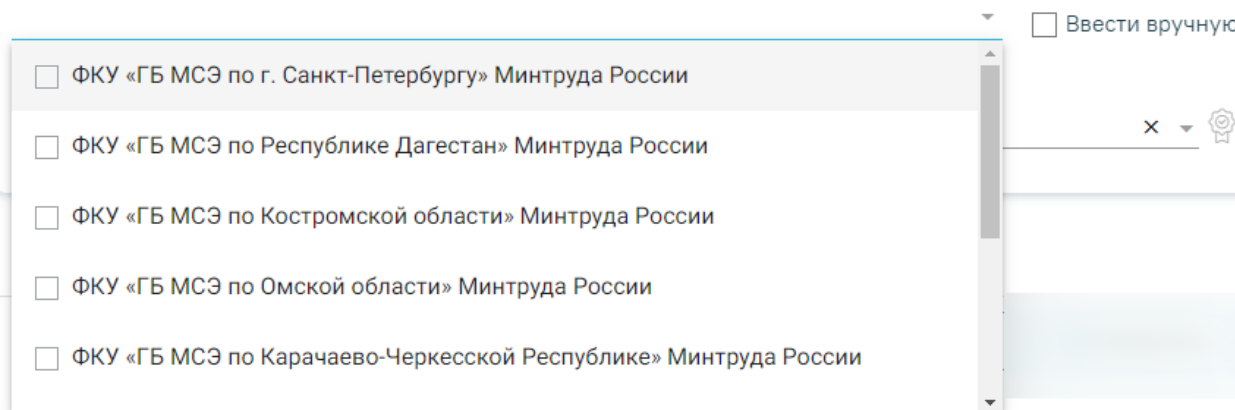 Ввести вручную
ФКУ «ГБ МСЭ по г. Санкт-Петербургу» Минтруда России
ФКУ «ГБ МСЭ по Республике Дагестан» Минтруда России
ФКУ «ГБ МСЭ по Костромской области» Минтруда России
ФКУ «ГБ МСЭ по Омской области» Минтруда России
ФКУ «ГБ МСЭ по Карачаево-Черкесской Республике» Минтруда России